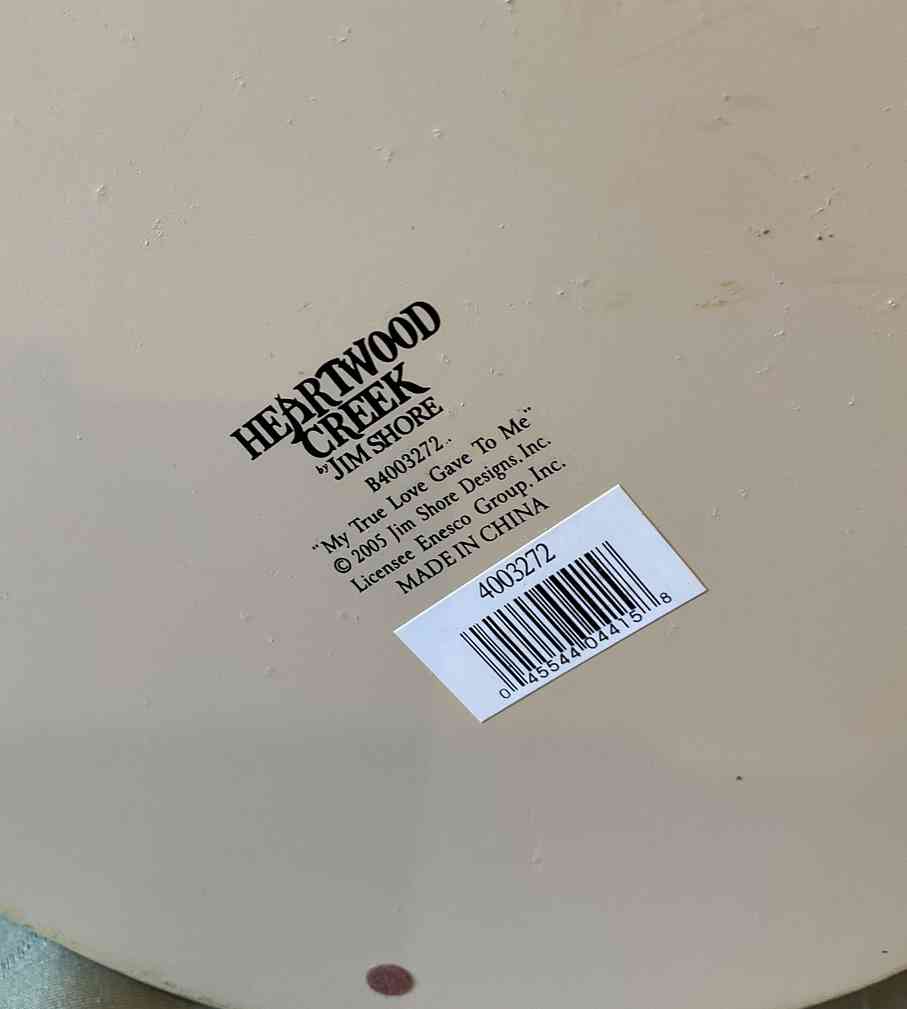 HEARTWOOD
CREEK
by JIM SHORE
B4003272..
"My True Love Gave To Me"
© 2005 Jim Shore Designs, Inc.
Licensee Enesco Group, Inc.
MADE IN CHINA
4003272
0 45544 04415 8